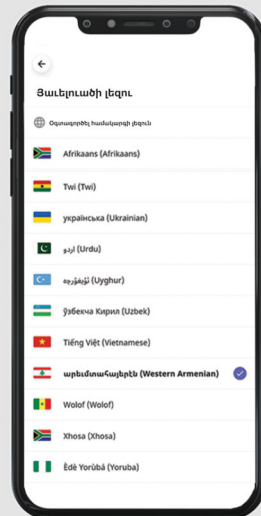 Յաւելուածի լեզու
Օգտագործել համակարգի լեզուն
Afrikaans (Afrikaans)
Twi (Twi)
українська (Ukrainian)
اردو (Urdu)
ئۇيغۇرچە (Uyghur)
ўзбекча Кирил (Uzbek)
Tiếng Việt (Vietnamese)
արեւմտահայերէն (Western Armenian)
Wolof (Wolof)
Xhosa (Xhosa)
Èdè Yorùbá (Yoruba)